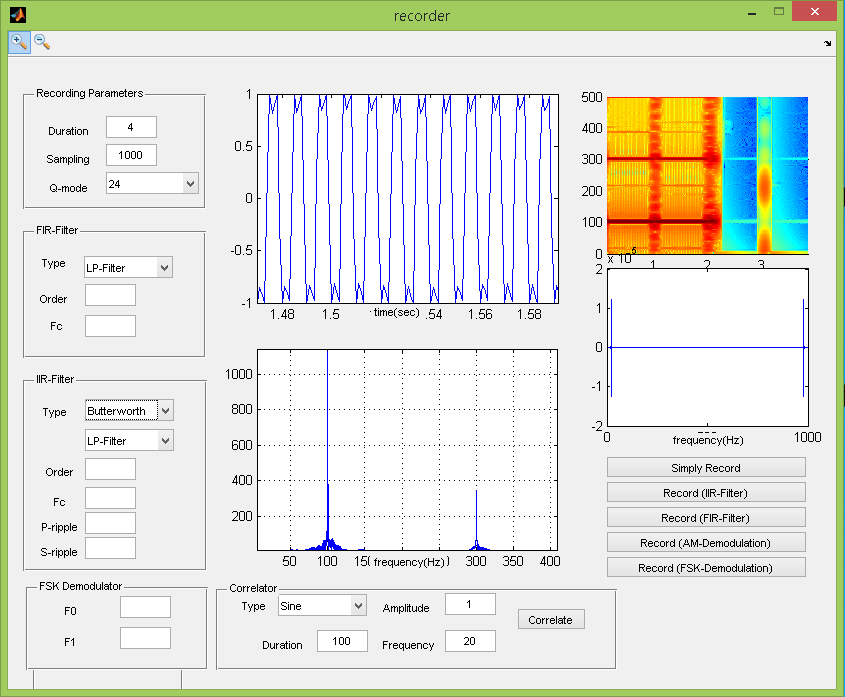 recorder
Recording Parameters
Duration 4
Sampling 1000
Q-mode 24
FIR-Filter
Type LP-Filter
Order
Fc
IIR-Filter
Type Butterworth
LP-Filter
Order
Fc
P-ripple
S-ripple
FSK Demodulator
F0
F1
1
0.5
0
-0.5
-1
1.48 1.5 time(sec) .54 1.56 1.58
1000
800
600
400
200
50 100 15( frequency(Hz) ) 300 350 400
Correlator
Type Sine Amplitude 1
Duration 100 Frequency 20
Correlate
500
400
300
200
100
0
x 10^5 1 2 3
2
1
0
-1
-2
0 frequency(Hz) 1000
Simply Record
Record (IIR-Filter)
Record (FIR-Filter)
Record (AM-Demodulation)
Record (FSK-Demodulation)